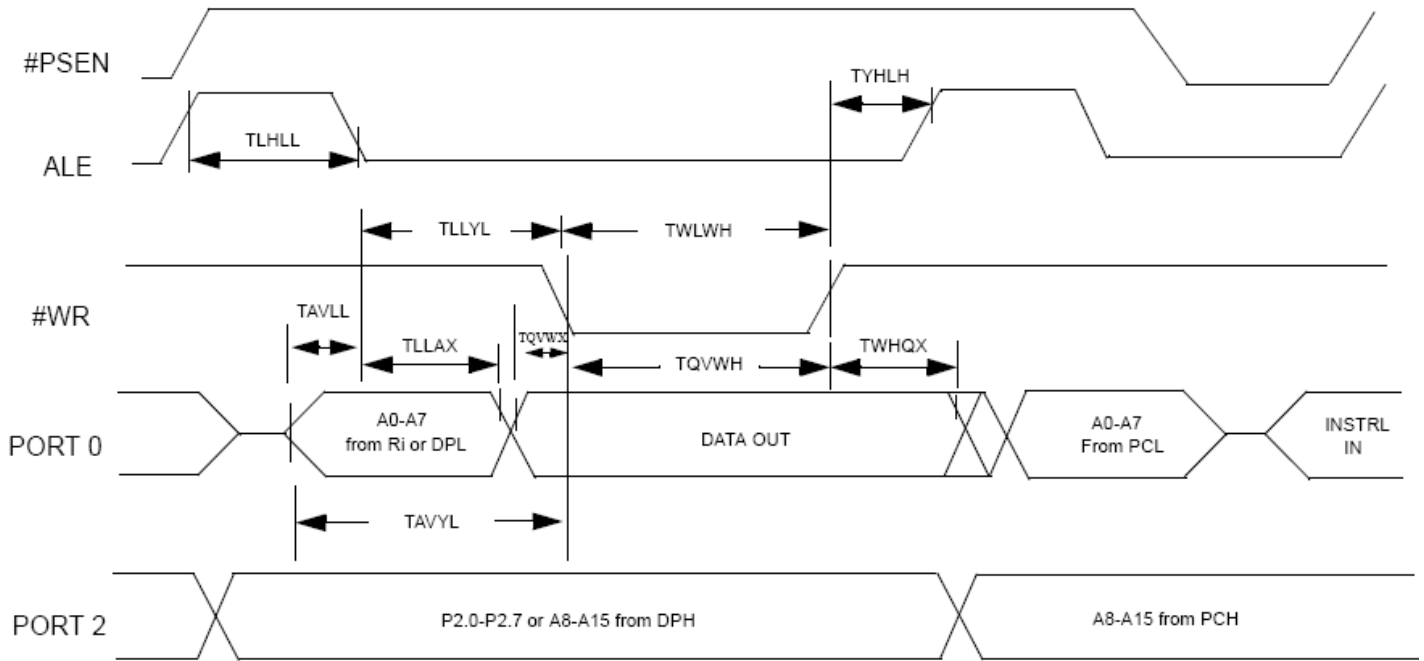 #PSEN
TYHLH
TLHLL
ALE
TLLYL
TWLWH
#WR
TAVLL
TLLAX
TQVWX
TQVWH
TWHQX
PORT 0
A0-A7
from Ri or DPL
DATA OUT
A0-A7
From PCL
INSTRL
IN
TAVYL
PORT 2
P2.0-P2.7 or A8-A15 from DPH
A8-A15 from PCH